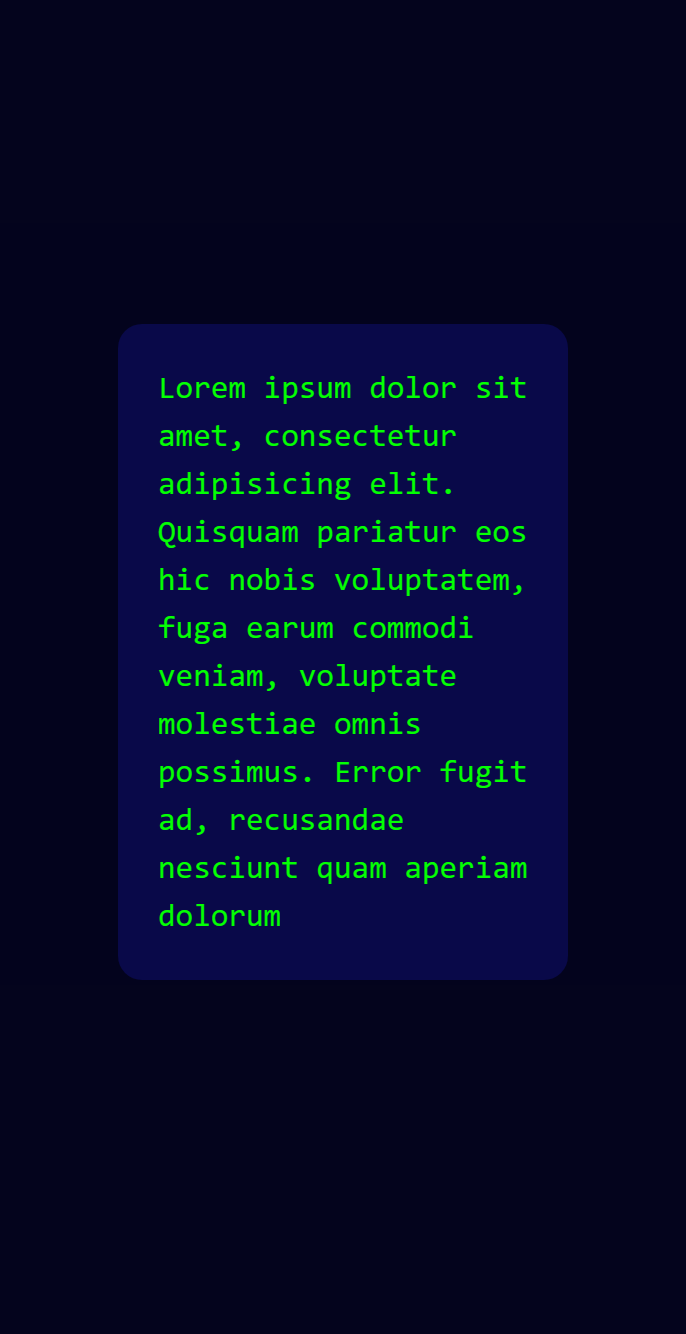 Lorem ipsum dolor sit
amet, consectetur
adipisicing elit.
Quisquam pariatur eos
hic nobis voluptatem,
fuga earum commodi
veniam, voluptate
molestiae omnis
possimus. Error fugit
ad, recusandae
nesciunt quam aperiam
dolorum